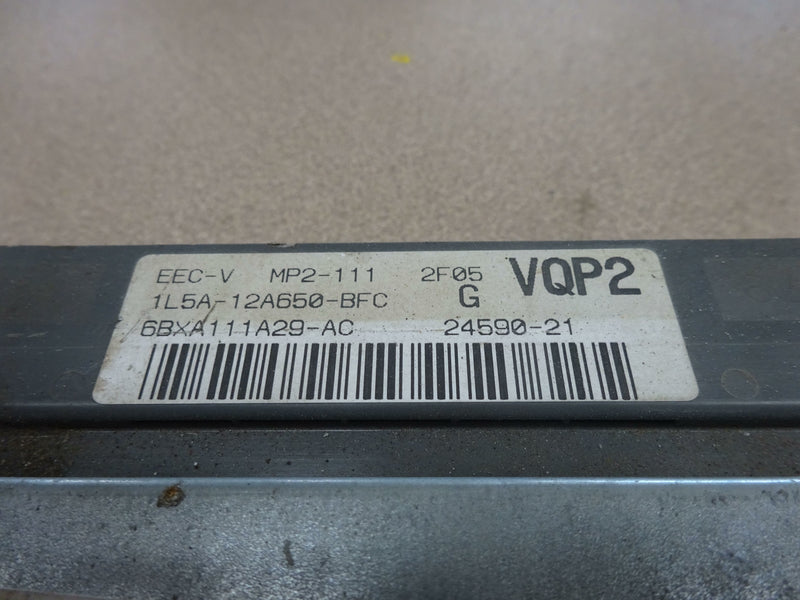 EEC-V MP2-111 2F05 VQP2
1L5A-12A650-BFC G
6BXA111A29-AC 24590-21